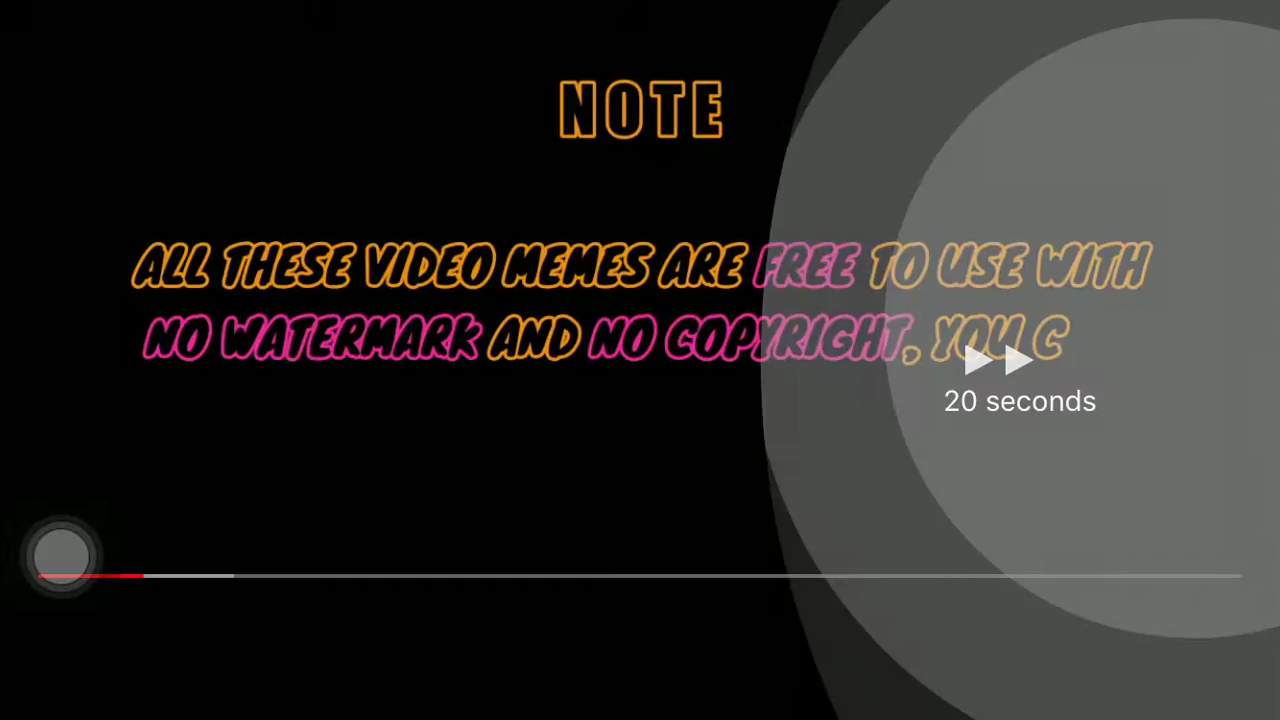 NOTE
ALL THESE VIDEO MEMES ARE FREE TO USE WITH
NO WATERMARK AND NO COPYRIGHT, YOU C
20 seconds